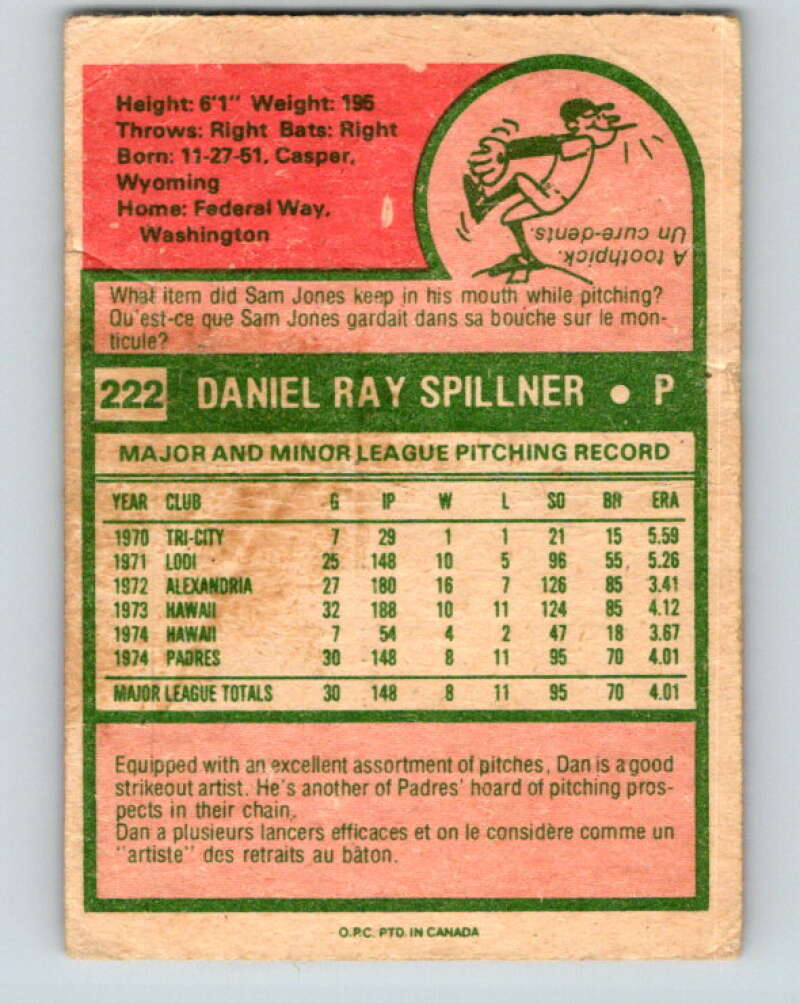 Height: 6'1" Weight: 195
Throws: Right Bats: Right
Born: 11-27-51, Casper,
Wyoming
Home: Federal Way,
Washington
A toothpick.
Un cure-dents.
What item did Sam Jones keep in his mouth while pitching?
Qu'est-ce que Sam Jones gardait dans sa bouche sur le mon-
ticule?
222 DANIEL RAY SPILLNER • P
MAJOR AND MINOR LEAGUE PITCHING RECORD
YEAR CLUB G IP W L SO BB ERA
1970 TRI-CITY 7 29 1 1 21 15 5.59
1971 LODI 25 148 10 5 96 55 5.26
1972 ALEXANDRIA 27 180 16 7 126 85 3.41
1973 HAWAII 32 188 10 11 124 85 4.12
1974 HAWAII 7 54 4 2 47 18 3.67
1974 PADRES 30 148 8 11 95 70 4.01
MAJOR LEAGUE TOTALS 30 148 8 11 95 70 4.01
Equipped with an excellent assortment of pitches, Dan is a good
strikeout artist. He's another of Padres' hoard of pitching pros-
pects in their chain.
Dan a plusieurs lancers efficaces et on le considère comme un
"artiste" des retraits au bâton.
O.P.C. PTD. IN CANADA